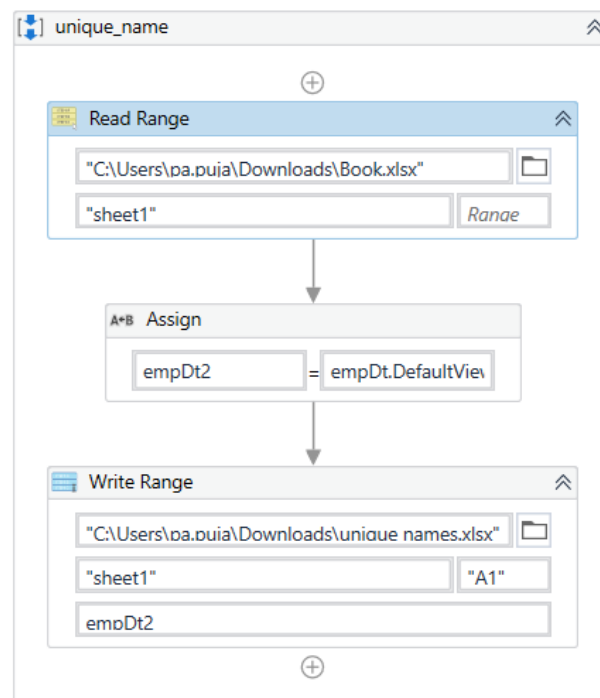 unique_name
Read Range
"C:\Users\pa.puja\Downloads\Book.xlsx"
"sheet1" Range
A+B Assign
empDt2 = empDt.DefaultView
Write Range
"C:\Users\pa.puja\Downloads\unique names.xlsx"
"sheet1" "A1"
empDt2